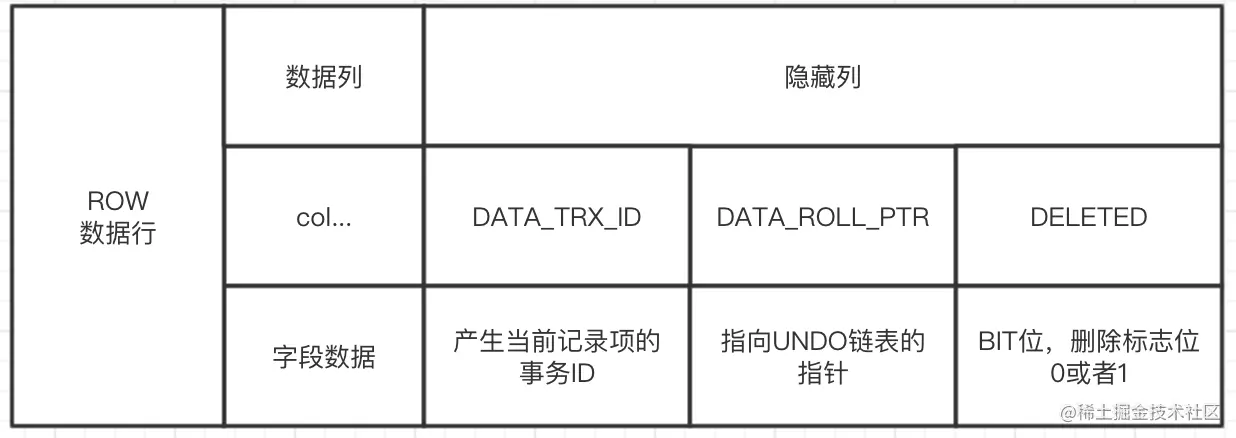 数据列
隐藏列
ROW
数据行
col...
DATA_TRX_ID
DATA_ROLL_PTR
DELETED
字段数据
产生当前记录项的
事务ID
指向UNDO链表的
指针
BIT位，删除标志位
0或者1
@稀土掘金技术社区